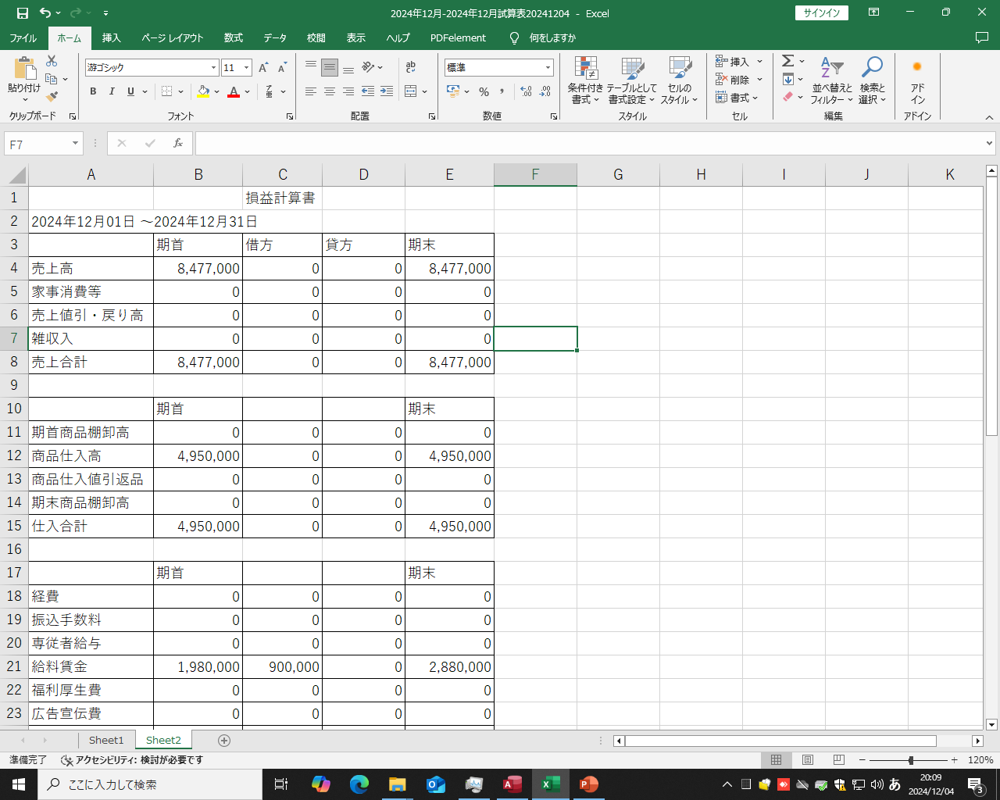 2024年12月-2024年12月試算表20241204 - Excel
サインイン
ファイル ホーム 挿入 ページ レイアウト 数式 データ 校閲 表示 ヘルプ PDFelement 何をしますか
貼り付け
クリップボード
游ゴシック 11
B I U
フォント
ab
配置
標準
% ,
数値
条件付き書式
テーブルとして書式設定
セルのスタイル
スタイル
挿入
削除
書式
セル
並べ替えとフィルター
検索と選択
編集
アドイン
アドイン
F7 fx
A B C D E F G H I J K
1 損益計算書
2 2024年12月01日 ～2024年12月31日
3 期首 借方 貸方 期末
4 売上高 8,477,000 0 0 8,477,000
5 家事消費等 0 0 0 0
6 売上値引・戻り高 0 0 0 0
7 雑収入 0 0 0 0
8 売上合計 8,477,000 0 0 8,477,000
9
10 期首 期末
11 期首商品棚卸高 0 0 0 0
12 商品仕入高 4,950,000 0 0 4,950,000
13 商品仕入値引返品 0 0 0 0
14 期末商品棚卸高 0 0 0 0
15 仕入合計 4,950,000 0 0 4,950,000
16
17 期首 期末
18 経費 0 0 0 0
19 振込手数料 0 0 0 0
20 専従者給与 0 0 0 0
21 給料賃金 1,980,000 900,000 0 2,880,000
22 福利厚生費 0 0 0 0
23 広告宣伝費 0 0 0 0
Sheet1 Sheet2
準備完了 アクセシビリティ: 検討が必要です 120%
ここに入力して検索
あ
20:09
2024/12/04
3